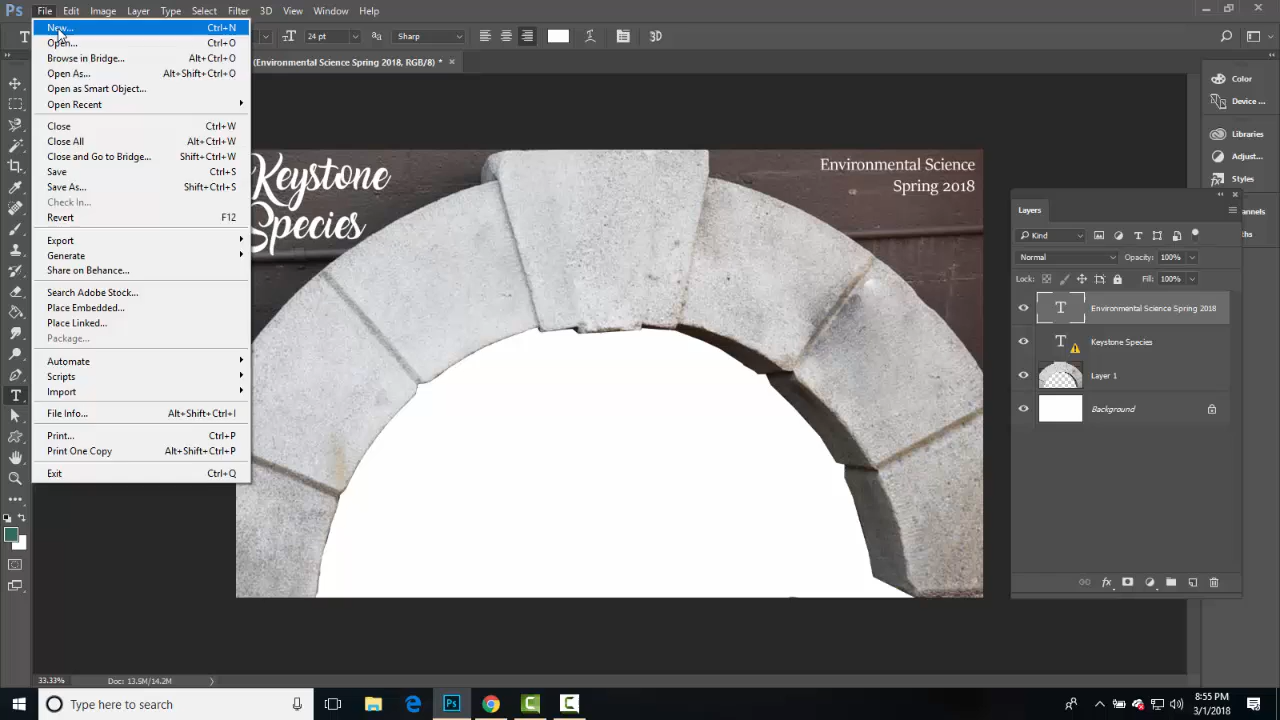 Ps File Edit Image Layer Type Select Filter 3D View Window Help
T 24 pt Sharp 3D
(Environmental Science Spring 2018, RGB/8) * ×
New... Ctrl+N
Open... Ctrl+O
Browse in Bridge... Alt+Ctrl+O
Open As... Alt+Shift+Ctrl+O
Open as Smart Object...
Open Recent
Close Ctrl+W
Close All Alt+Ctrl+W
Close and Go to Bridge... Shift+Ctrl+W
Save Ctrl+S
Save As... Shift+Ctrl+S
Check In...
Revert F12
Export
Generate
Share on Behance...
Search Adobe Stock...
Place Embedded...
Place Linked...
Package...
Automate
Scripts
Import
File Info... Alt+Shift+Ctrl+I
Print... Ctrl+P
Print One Copy Alt+Shift+Ctrl+P
Exit Ctrl+Q
Keystone
Species
Environmental Science
Spring 2018
Color
Device ...
Libraries
Adjust...
Styles
Layers
Kind
Normal Opacity: 100%
Lock: Fill: 100%
T Environmental Science Spring 2018
T Keystone Species
Layer 1
Background
33.33% Doc: 13.5M/14.2M
Type here to search
Ps
8:55 PM
3/1/2018